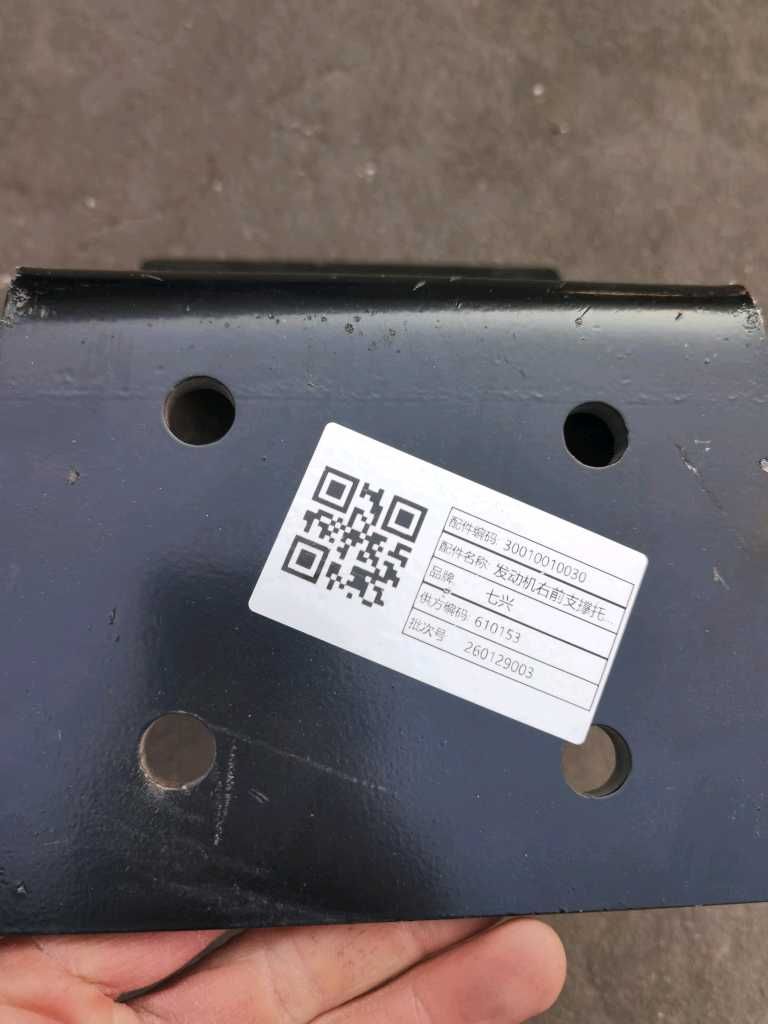 配件编码: 30010010030
配件名称: 发动机右前支撑托...
品牌: 七兴
供方编码: 610153
批次号 260129003